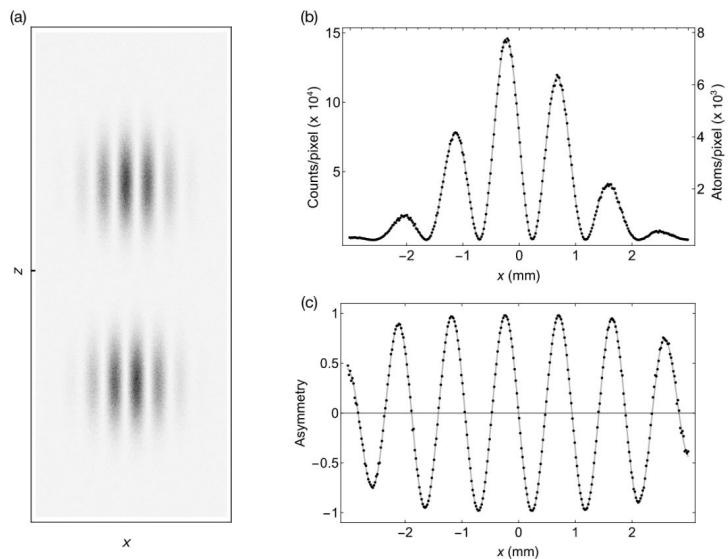 (a)
z
x
(b)
15
10
5
Counts/pixel (x 10⁴)
8
6
4
2
Atoms/pixel (x 10³)
−2 −1 0 1 2
x (mm)
(c)
1
0.5
0
−0.5
−1
Asymmetry
−2 −1 0 1 2
x (mm)